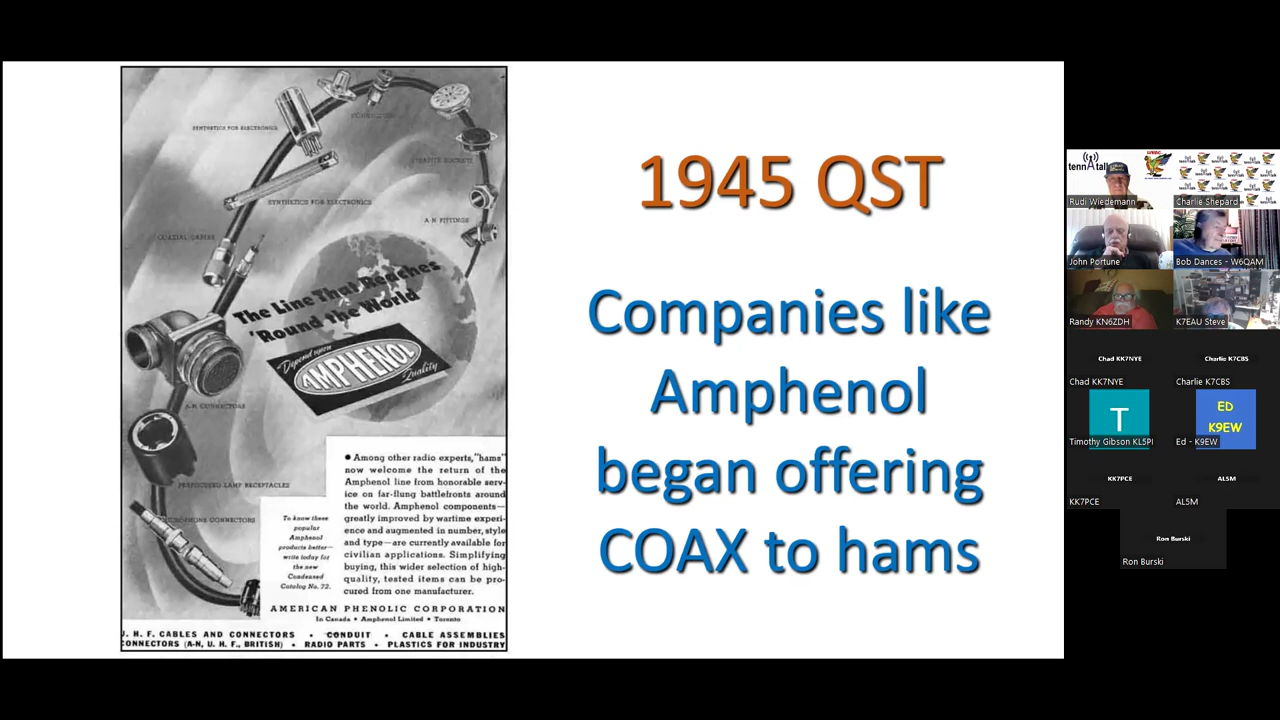 1945 QST
Companies like
Amphenol
began offering
COAX to hams
SYNTHETICS FOR ELECTRONICS
SYNTHETICS FOR ELECTRONICS
A-N FITTINGS
COAXIAL CABLES
The Line That Reaches
'Round the World
Depend upon
AMPHENOL
Quality
A-N CONNECTORS
LAMP RECEPTACLES
MICROPHONE CONNECTORS
To know these
popular
Amphenol
products better—
write today for
the new
Condensed
Catalog No. 72.
● Among other radio experts, "hams"
now welcome the return of the
Amphenol line from honorable serv-
ice on far-flung battlefronts around
the world. Amphenol components—
greatly improved by wartime experi-
ence and augmented in number, style
and type—are currently available for
civilian applications. Simplifying
buying, this wider selection of high-
quality, tested items can be pro-
cured from one manufacturer.
AMERICAN PHENOLIC CORPORATION
In Canada • Amphenol Limited • Toronto
U. H. F. CABLES AND CONNECTORS • CONDUIT • CABLE ASSEMBLIES
CONNECTORS (A-N, U. H. F., BRITISH) • RADIO PARTS • PLASTICS FOR INDUSTRY
Rudi Wiedemann
Charlie Shepard
John Portune
Bob Dances - W6QAM
Randy KN6ZDH
K7EAU Steve
Chad KK7NYE
Charlie K7CBS
Chad KK7NYE
Charlie K7CBS
T
ED
K9EW
Timothy Gibson KL5PI
Ed - K9EW
KK7PCE
AL5M
KK7PCE
AL5M
Ron Burski
Ron Burski